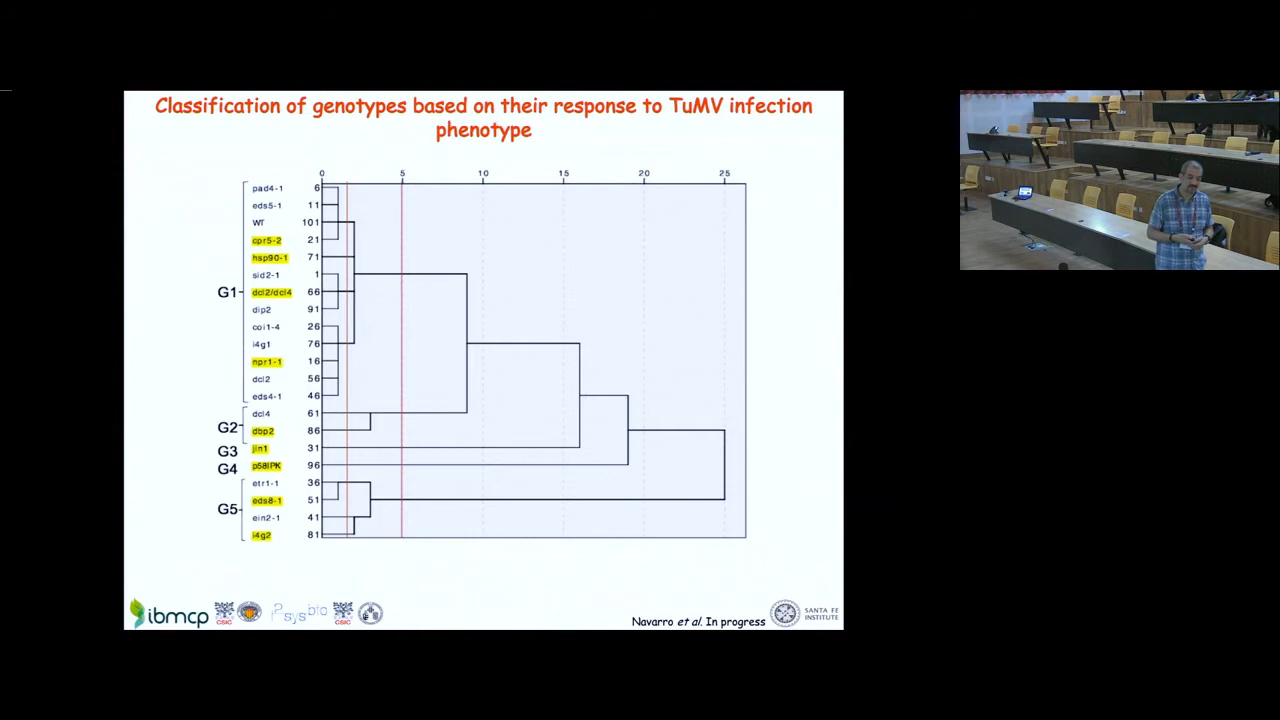 Classification of genotypes based on their response to TuMV infection
phenotype
0 5 10 15 20 25
pad4-1 6
eds5-1 11
WT 101
cpr5-2 21
hsp90-1 71
sid2-1 1
G1 dcl2/dcl4 66
dip2 91
coi1-4 26
i4g1 76
npr1-1 16
dcl2 56
eds4-1 46
dcl4 61
G2 dbp2 86
G3 jin1 31
G4 p58IPK 96
etr1-1 36
eds8-1 51
G5 ein2-1 41
i4g2 81
ibmcp CSIC sysbio CSIC
Navarro et al. In progress
SANTA FE
INSTITUTE